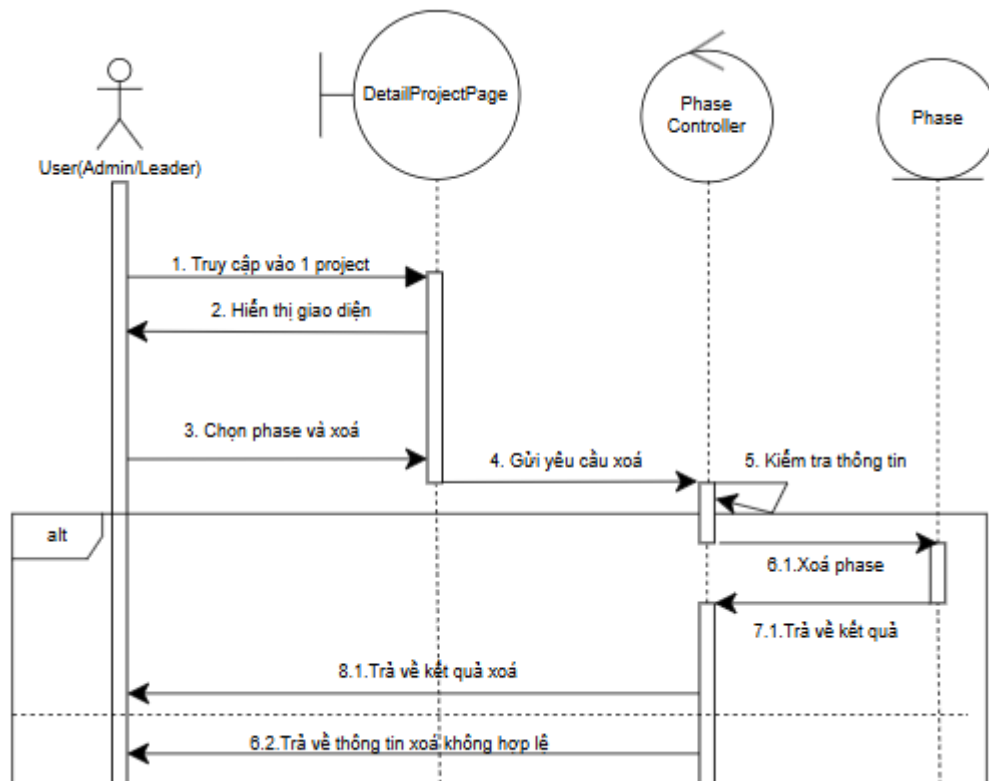 DetailProjectPage
Phase
Controller
Phase
User(Admin/Leader)
1. Truy cập vào 1 project
2. Hiển thị giao diện
3. Chọn phase và xoá
4. Gửi yêu cầu xoá
5. Kiểm tra thông tin
alt
6.1.Xoá phase
7.1.Trả về kết quả
8.1.Trả về kết quả xoá
6.2.Trả về thông tin xoá không hợp lệ